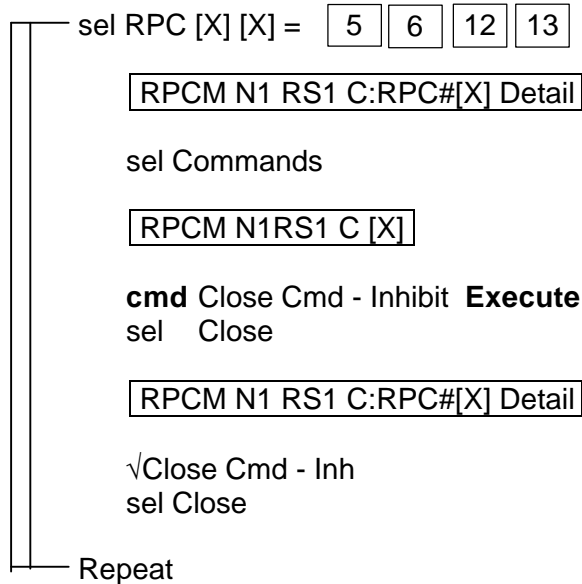 sel RPC [X] [X] = 5 6 12 13
RPCM N1 RS1 C:RPC#[X] Detail
sel Commands
RPCM N1RS1 C [X]
cmd Close Cmd - Inhibit Execute
sel Close
RPCM N1 RS1 C:RPC#[X] Detail
√Close Cmd - Inh
sel Close
Repeat